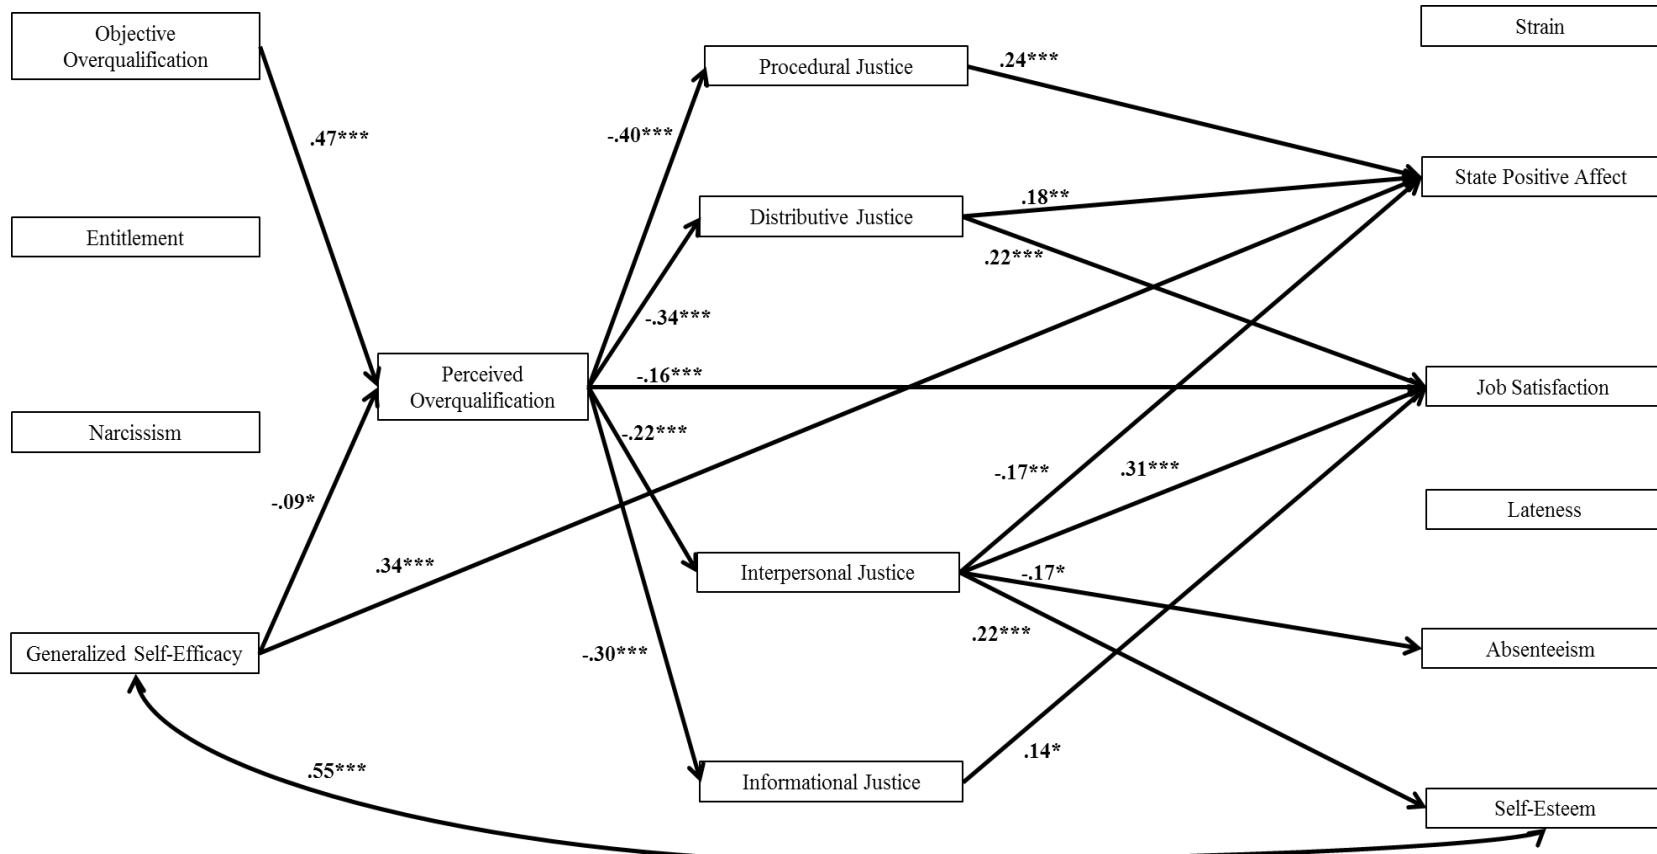 Objective
Overqualification
Entitlement
Narcissism
Generalized Self-Efficacy
.47***
-.09*
.34***
.55***
Perceived
Overqualification
-.40***
-.34***
-.16***
-.22***
-.30***
Procedural Justice
Distributive Justice
Interpersonal Justice
Informational Justice
.24***
.18**
.22***
-.17**
.31***
-.17*
.22***
.14*
Strain
State Positive Affect
Job Satisfaction
Lateness
Absenteeism
Self-Esteem